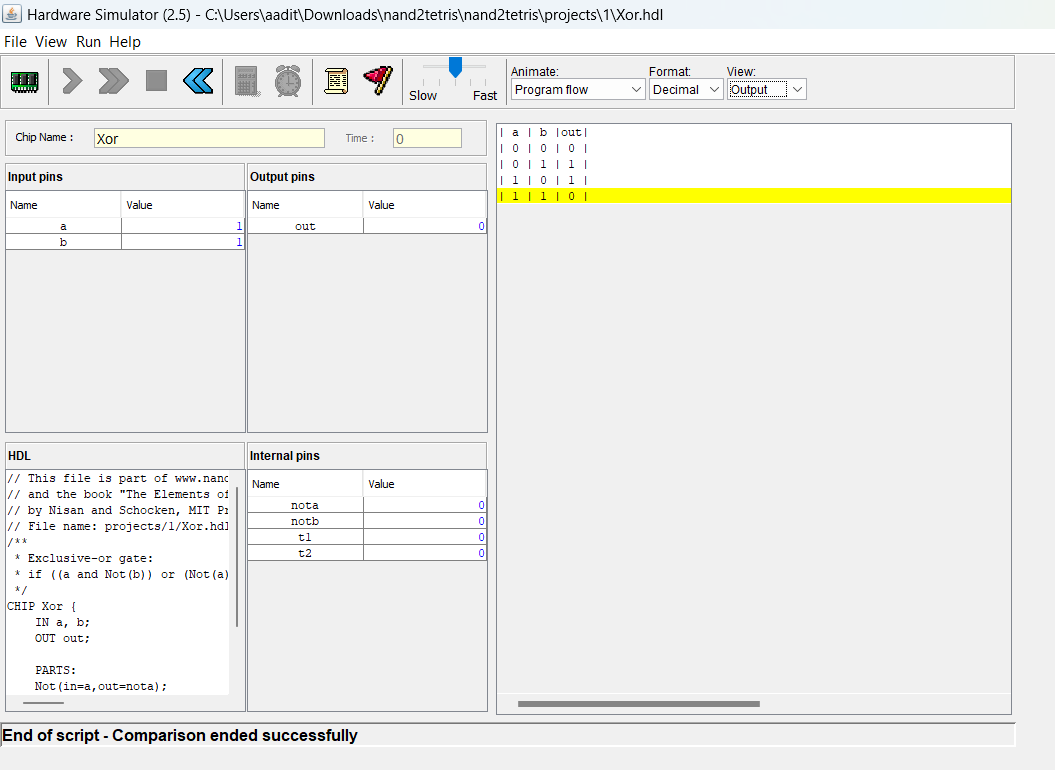 Hardware Simulator (2.5) - C:\Users\aadit\Downloads\nand2tetris\nand2tetris\projects\1\Xor.hdl
File View Run Help
Slow Fast
Animate: Format: View:
Program flow Decimal Output
Chip Name : Xor Time : 0
Input pins
Name Value
a 1
b 1
Output pins
Name Value
out 0
HDL
// This file is part of www.nand
// and the book "The Elements of
// by Nisan and Schocken, MIT Pr
// File name: projects/1/Xor.hdl
/**
* Exclusive-or gate:
* if ((a and Not(b)) or (Not(a)
*/
CHIP Xor {
IN a, b;
OUT out;
PARTS:
Not(in=a,out=nota);
Internal pins
Name Value
nota 0
notb 0
t1 0
t2 0
| a | b |out|
| 0 | 0 | 0 |
| 0 | 1 | 1 |
| 1 | 0 | 1 |
| 1 | 1 | 0 |
End of script - Comparison ended successfully